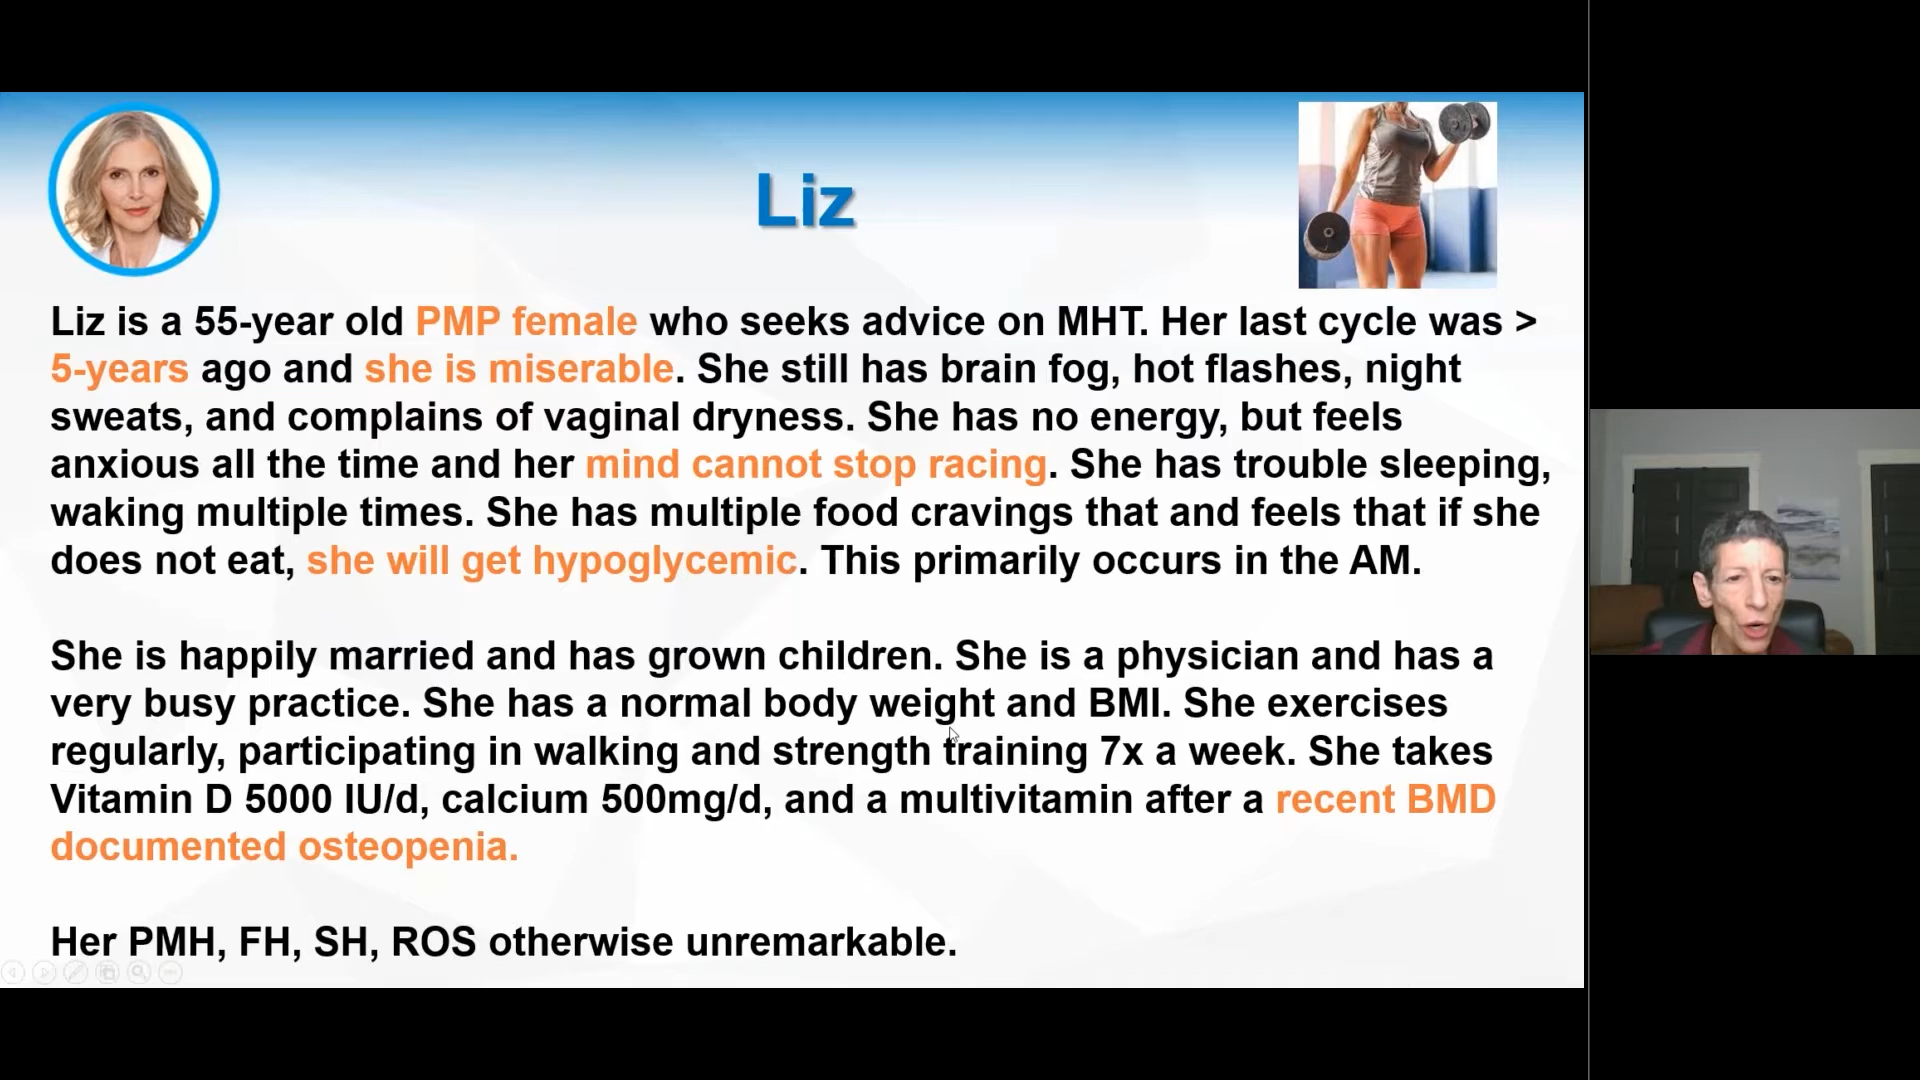 Liz
Liz is a 55-year old PMP female who seeks advice on MHT. Her last cycle was >
5-years ago and she is miserable. She still has brain fog, hot flashes, night
sweats, and complains of vaginal dryness. She has no energy, but feels
anxious all the time and her mind cannot stop racing. She has trouble sleeping,
waking multiple times. She has multiple food cravings that and feels that if she
does not eat, she will get hypoglycemic. This primarily occurs in the AM.
She is happily married and has grown children. She is a physician and has a
very busy practice. She has a normal body weight and BMI. She exercises
regularly, participating in walking and strength training 7x a week. She takes
Vitamin D 5000 IU/d, calcium 500mg/d, and a multivitamin after a recent BMD
documented osteopenia.
Her PMH, FH, SH, ROS otherwise unremarkable.